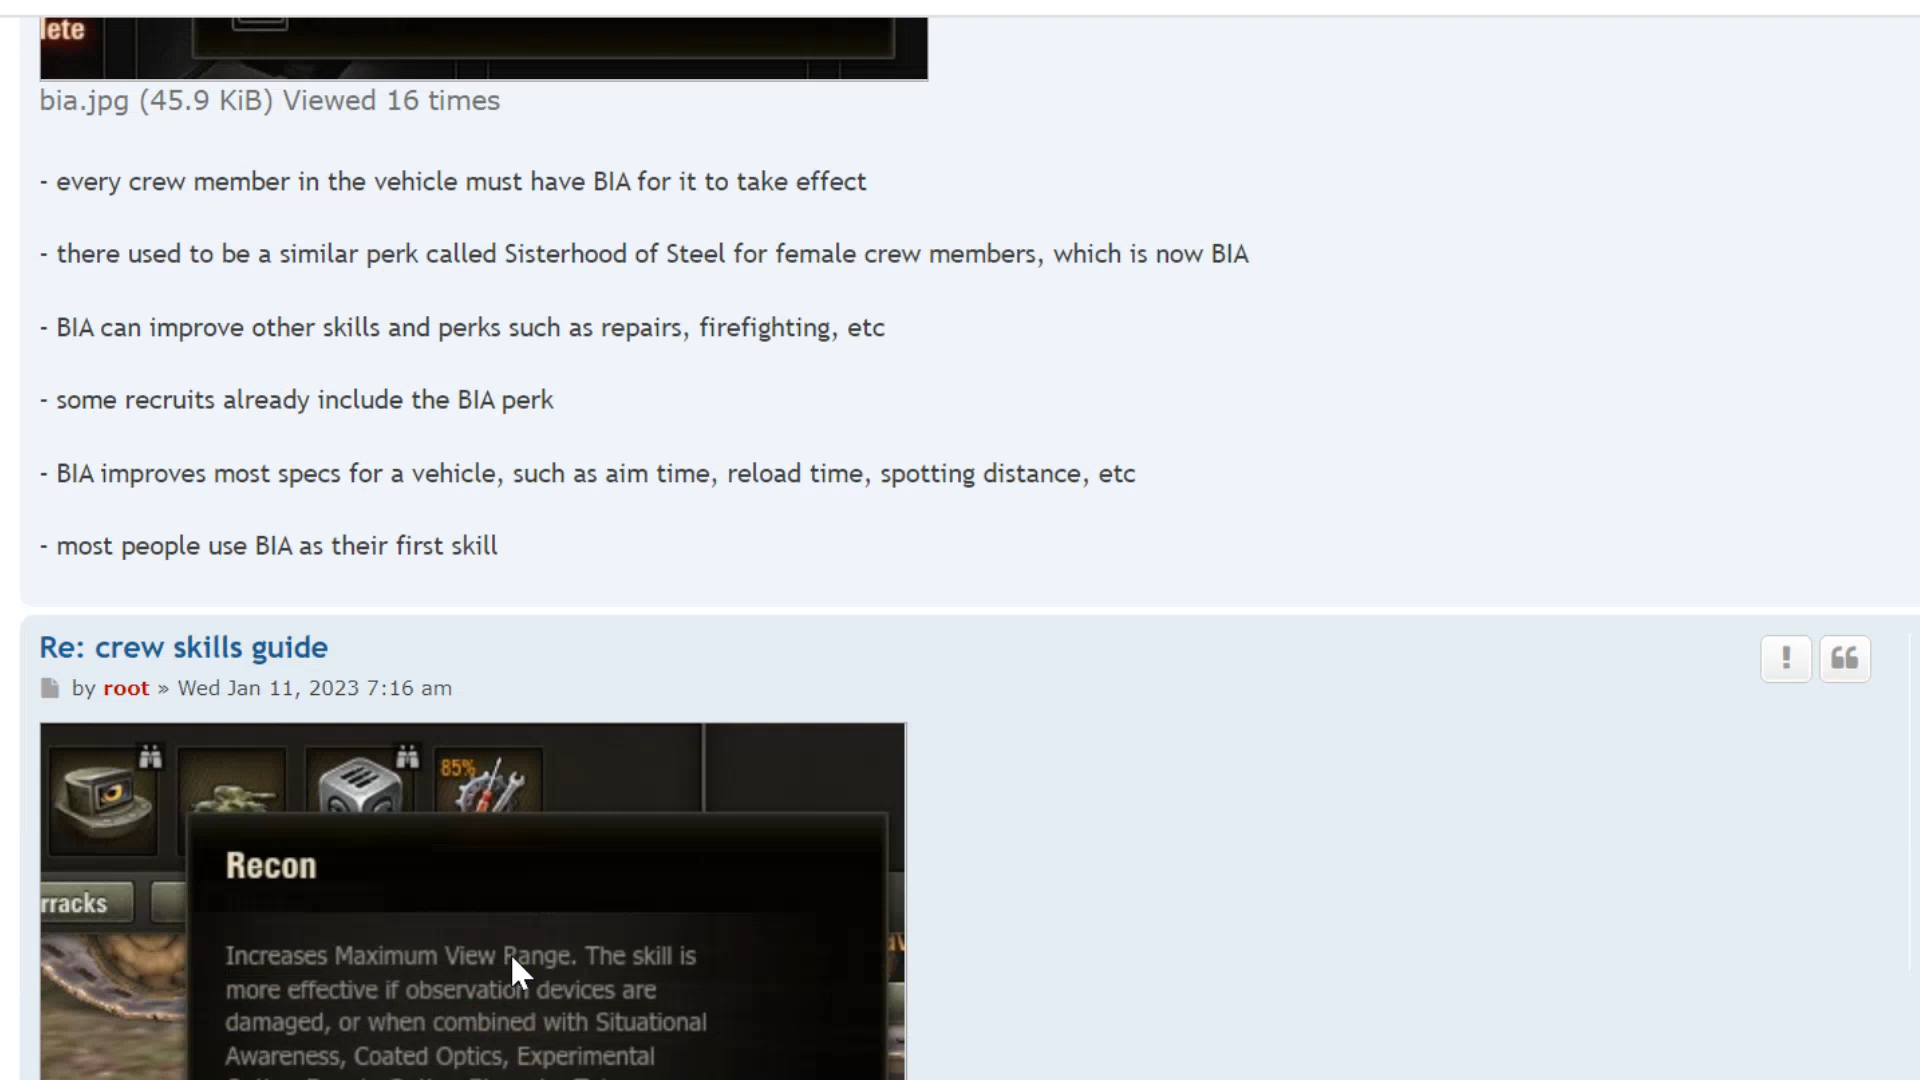 lete
bia.jpg (45.9 KiB) Viewed 16 times
- every crew member in the vehicle must have BIA for it to take effect
- there used to be a similar perk called Sisterhood of Steel for female crew members, which is now BIA
- BIA can improve other skills and perks such as repairs, firefighting, etc
- some recruits already include the BIA perk
- BIA improves most specs for a vehicle, such as aim time, reload time, spotting distance, etc
- most people use BIA as their first skill
Re: crew skills guide
by root » Wed Jan 11, 2023 7:16 am
85%
Recon
rracks
Increases Maximum View Range. The skill is
more effective if observation devices are
damaged, or when combined with Situational
Awareness, Coated Optics, Experimental